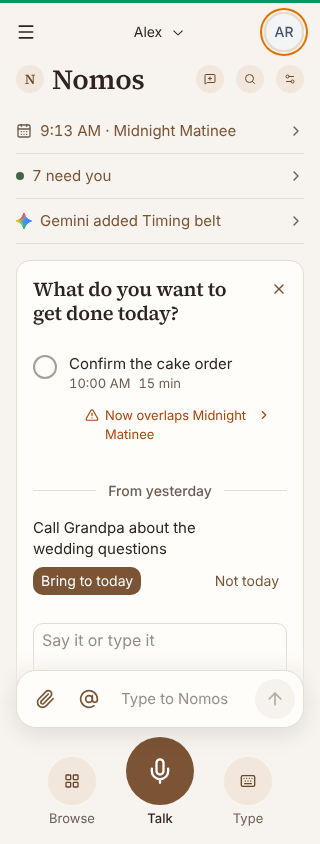 Alex
AR
N
Nomos
9:13 AM · Midnight Matinee
7 need you
Gemini added Timing belt
What do you want to
get done today?
Confirm the cake order
10:00 AM 15 min
Now overlaps Midnight
Matinee
From yesterday
Call Grandpa about the
wedding questions
Bring to today
Not today
Say it or type it
Type to Nomos
Browse
Talk
Type